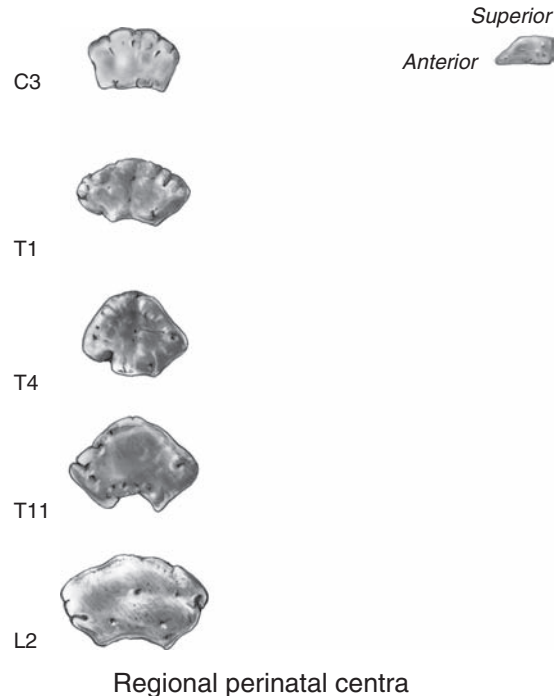 Superior
Anterior
C3
T1
T4
T11
L2
Regional perinatal centra